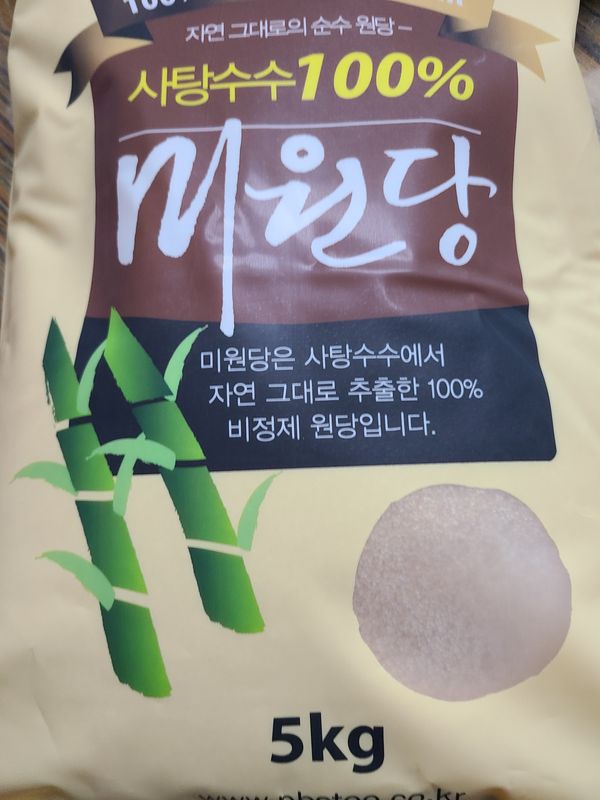 자연 그대로의 순수 원당 –
사탕수수100%
미원당
미원당은 사탕수수에서
자연 그대로 추출한 100%
비정제 원당입니다.
5kg